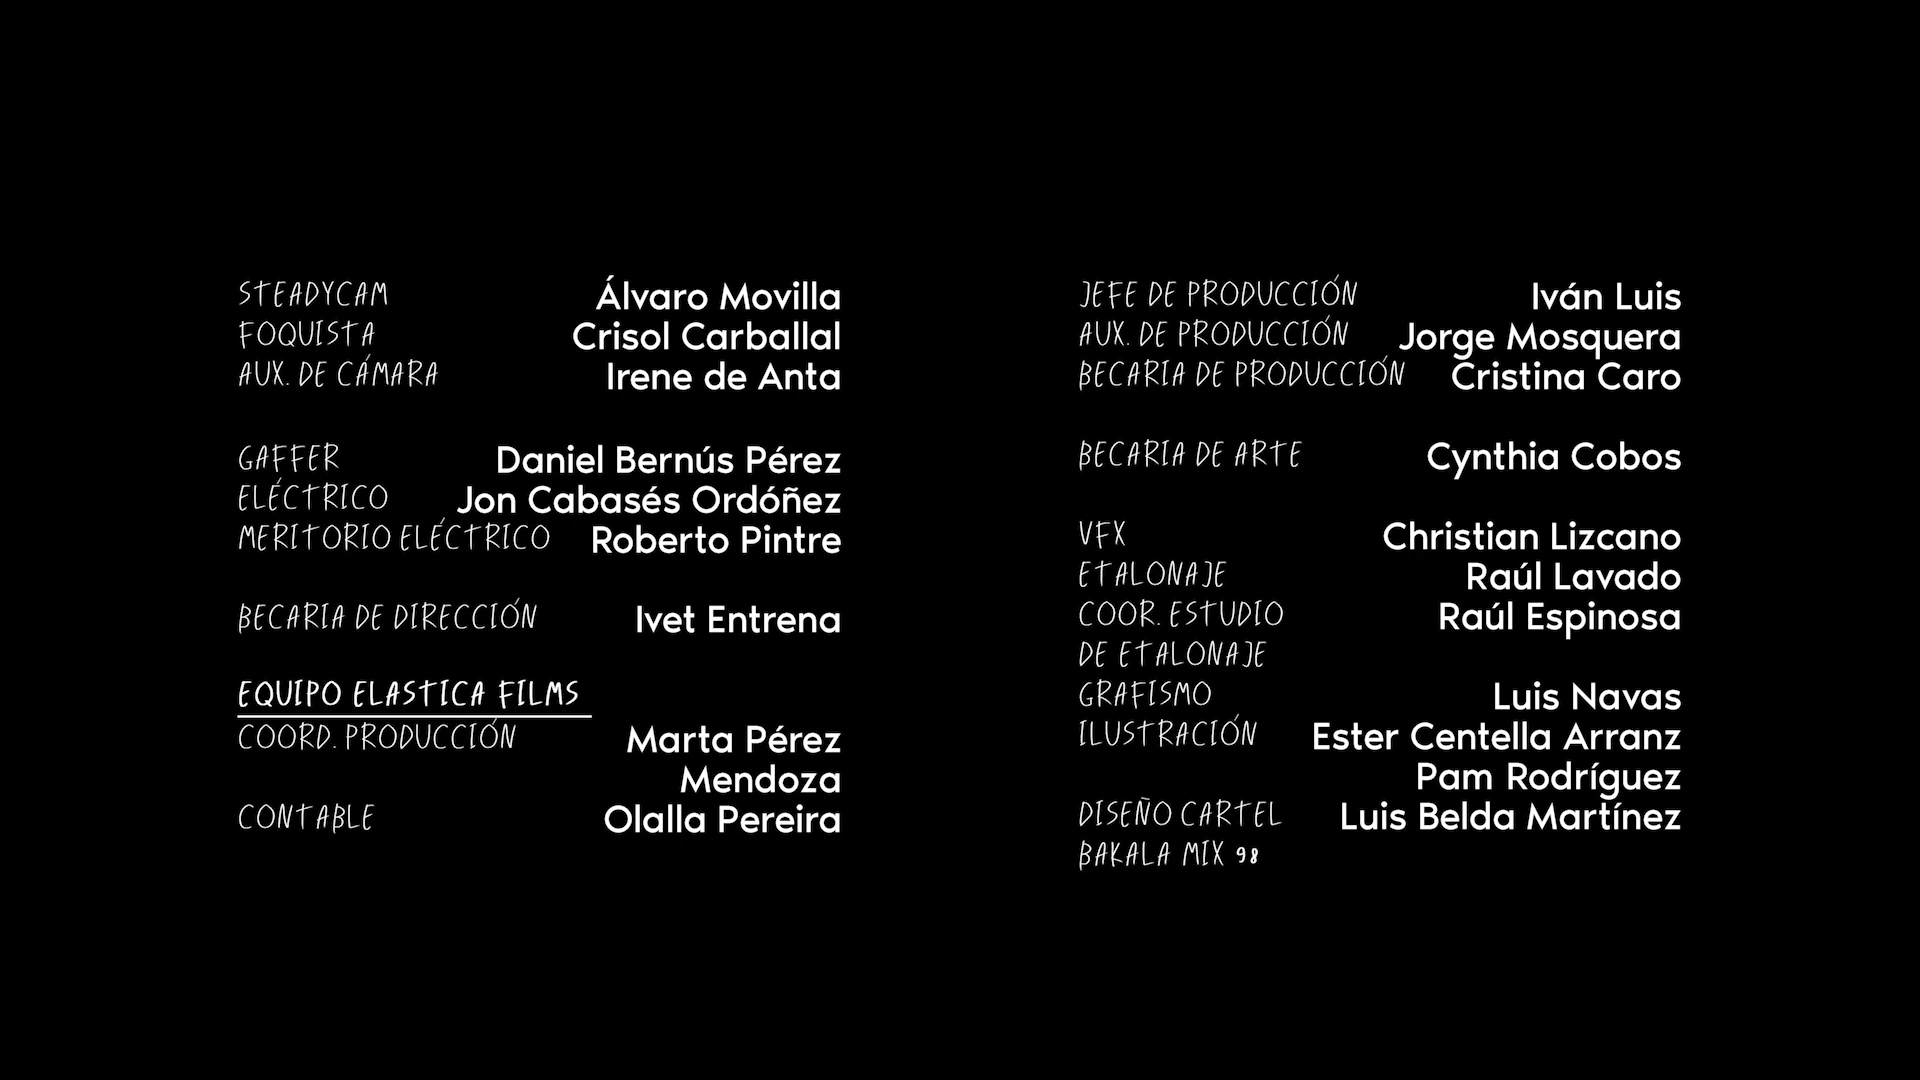 STEADYCAM Álvaro Movilla
FOQUISTA Crisol Carballal
AUX. DE CÁMARA Irene de Anta
GAFFER Daniel Bernús Pérez
ELÉCTRICO Jon Cabasés Ordóñez
MERITORIO ELÉCTRICO Roberto Pintre
BECARIA DE DIRECCIÓN Ivet Entrena
EQUIPO ELASTICA FILMS
COORD. PRODUCCIÓN Marta Pérez
Mendoza
CONTABLE Olalla Pereira
JEFE DE PRODUCCIÓN Iván Luis
AUX. DE PRODUCCIÓN Jorge Mosquera
BECARIA DE PRODUCCIÓN Cristina Caro
BECARIA DE ARTE Cynthia Cobos
VFX Christian Lizcano
ETALONAJE Raúl Lavado
COOR. ESTUDIO Raúl Espinosa
DE ETALONAJE
GRAFISMO Luis Navas
ILUSTRACIÓN Ester Centella Arranz
Pam Rodríguez
DISEÑO CARTEL Luis Belda Martínez
BAKALA MIX 98